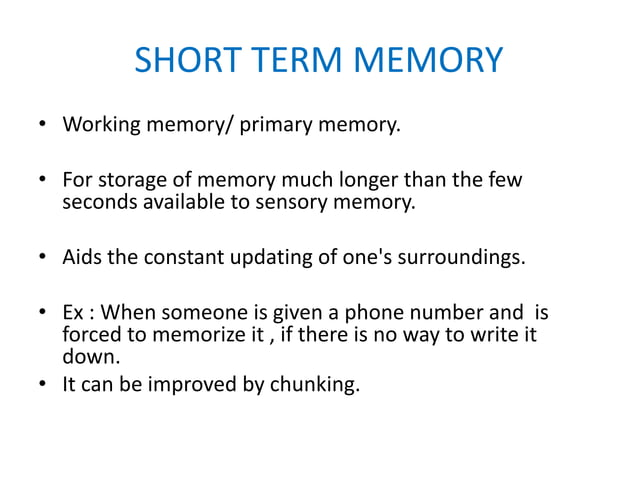 SHORT TERM MEMORY
• Working memory/ primary memory.
• For storage of memory much longer than the few
seconds available to sensory memory.
• Aids the constant updating of one's surroundings.
• Ex : When someone is given a phone number and  is
forced to memorize it , if there is no way to write it
down.
• It can be improved by chunking.